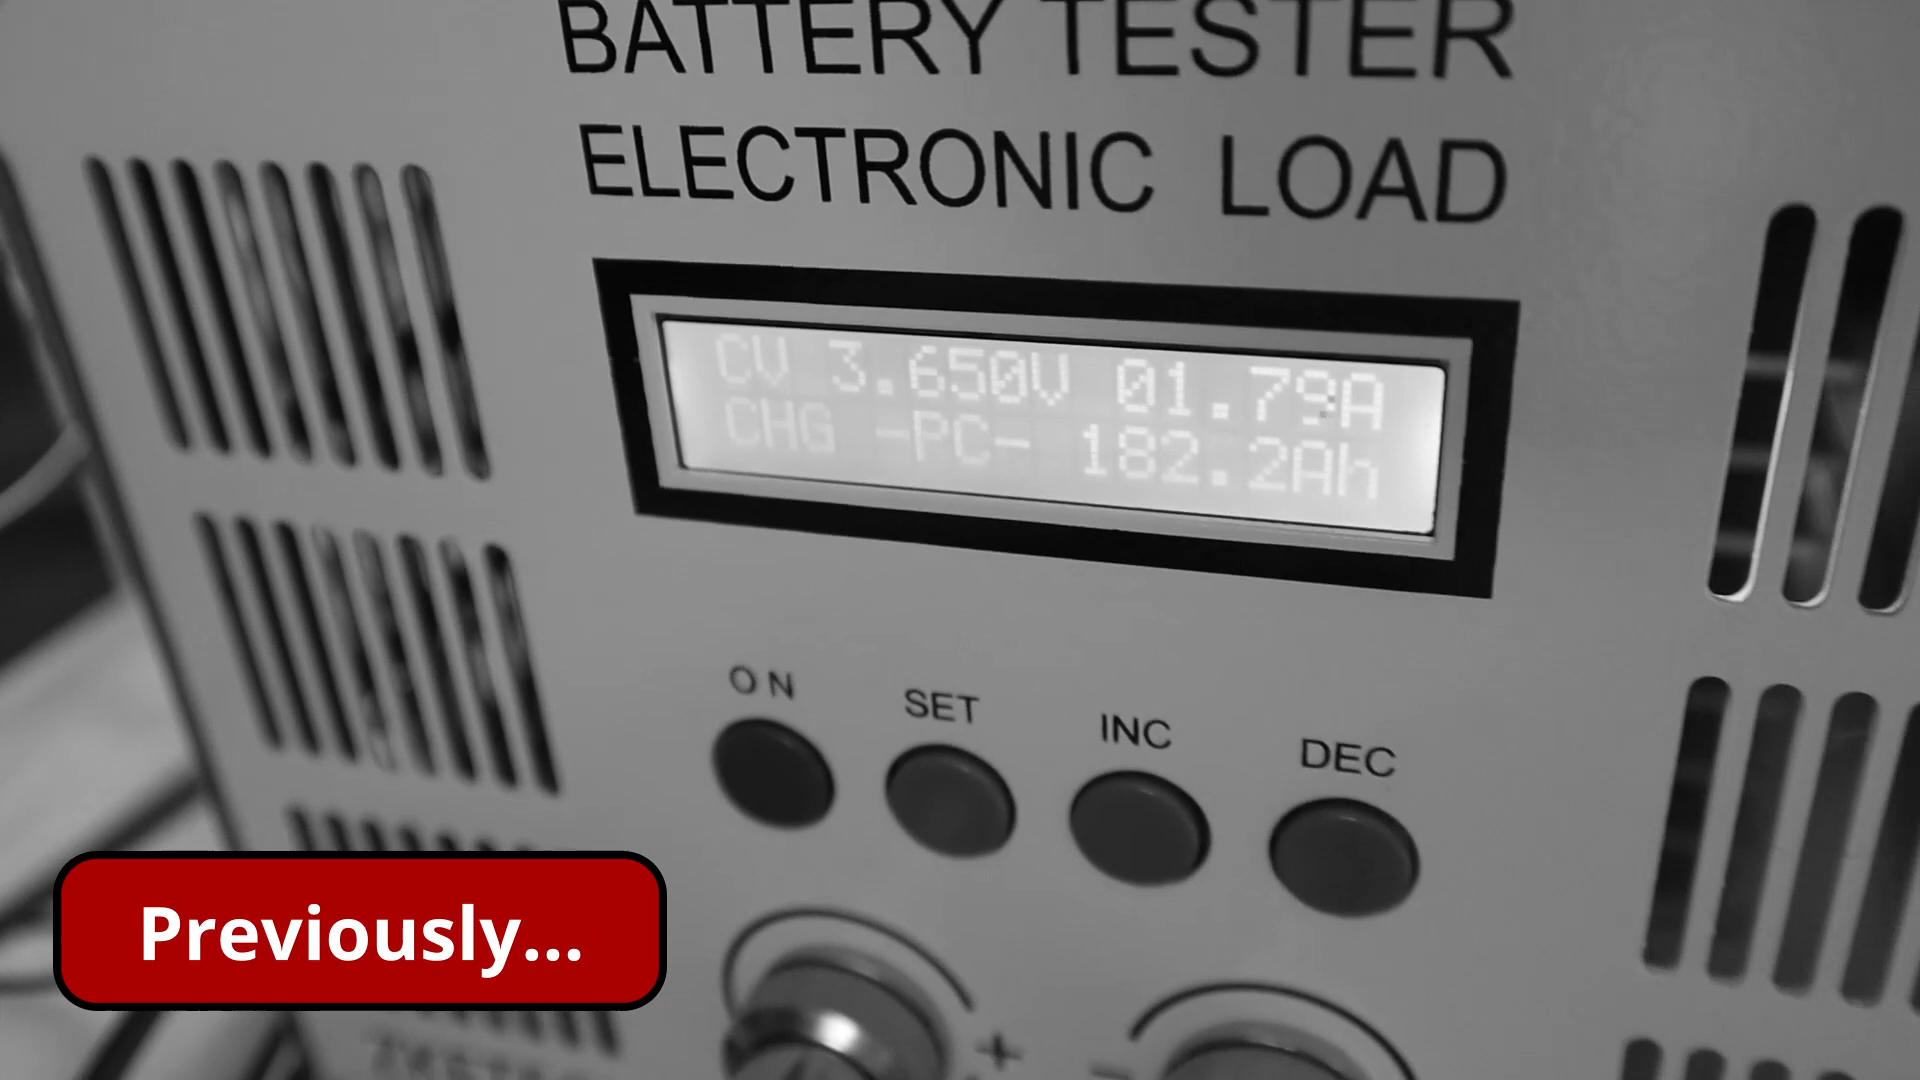 BATTERY TESTER
ELECTRONIC LOAD
CV 3.650V 01.79A
CHG -PC- 182.2Ah
ON SET INC DEC
Previously...
+
-